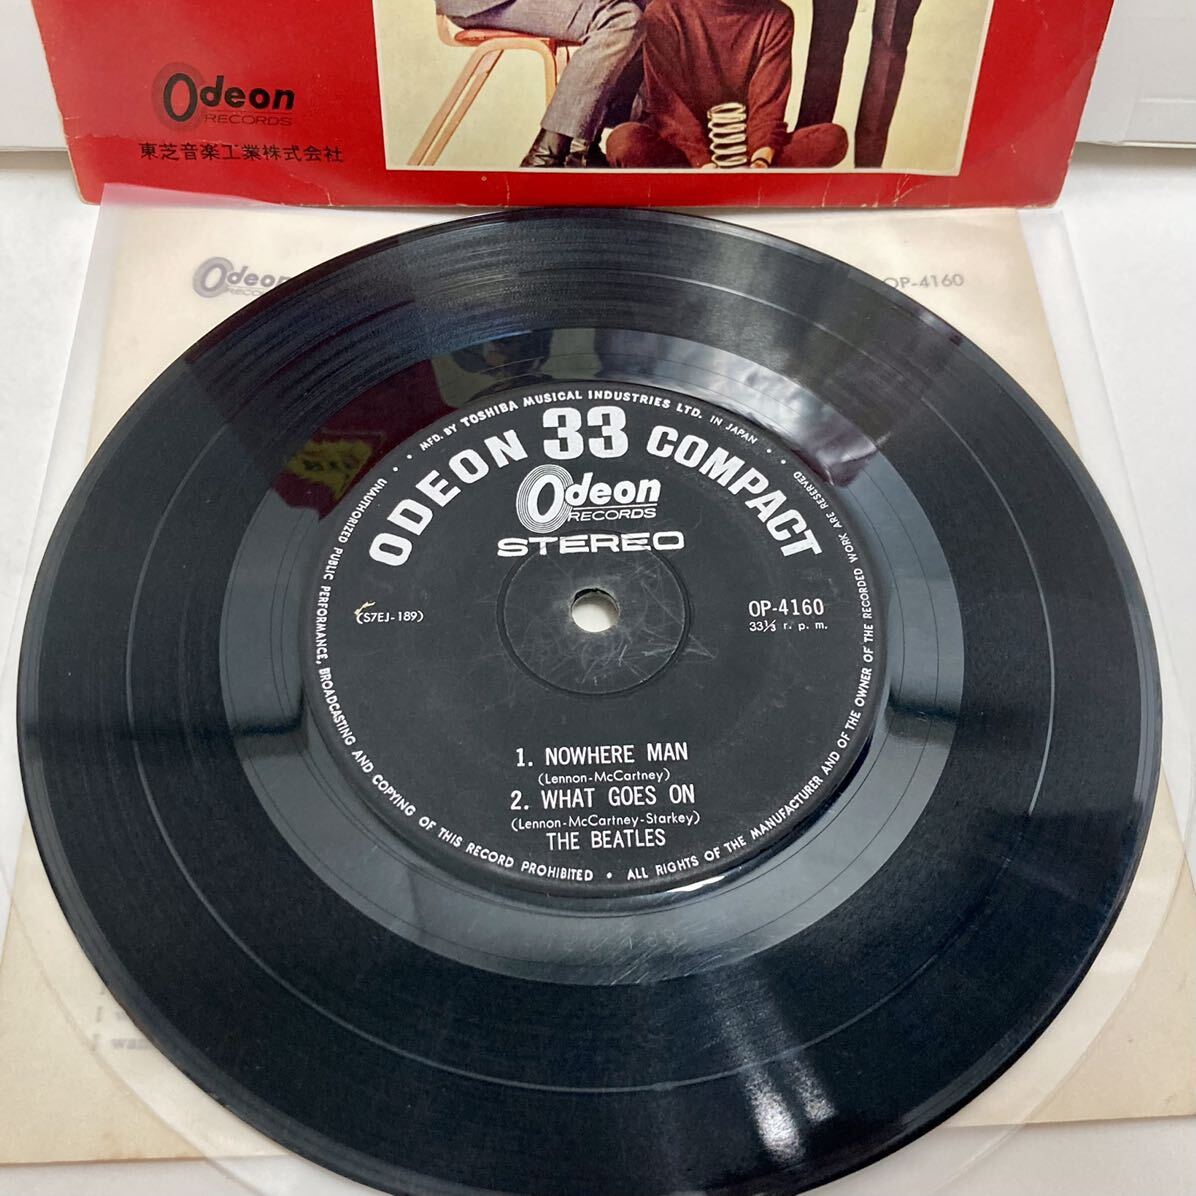 Odeon
RECORDS
東芝音楽工業株式会社
Odeon
RECORDS
OP-4160
MFD. BY TOSHIBA MUSICAL INDUSTRIES LTD. IN JAPAN
ODEON 33 COMPACT
Odeon
RECORDS
STEREO
(S7EJ-189)
OP-4160
33⅓ r. p. m.
1. NOWHERE MAN
(Lennon-McCartney)
2. WHAT GOES ON
(Lennon-McCartney-Starkey)
THE BEATLES
UNAUTHORIZED PUBLIC PERFORMANCE, BROADCASTING AND COPYING OF THIS RECORD PROHIBITED • ALL RIGHTS OF THE MANUFACTURER AND OF THE OWNER OF THE RECORDED WORK ARE RESERVED